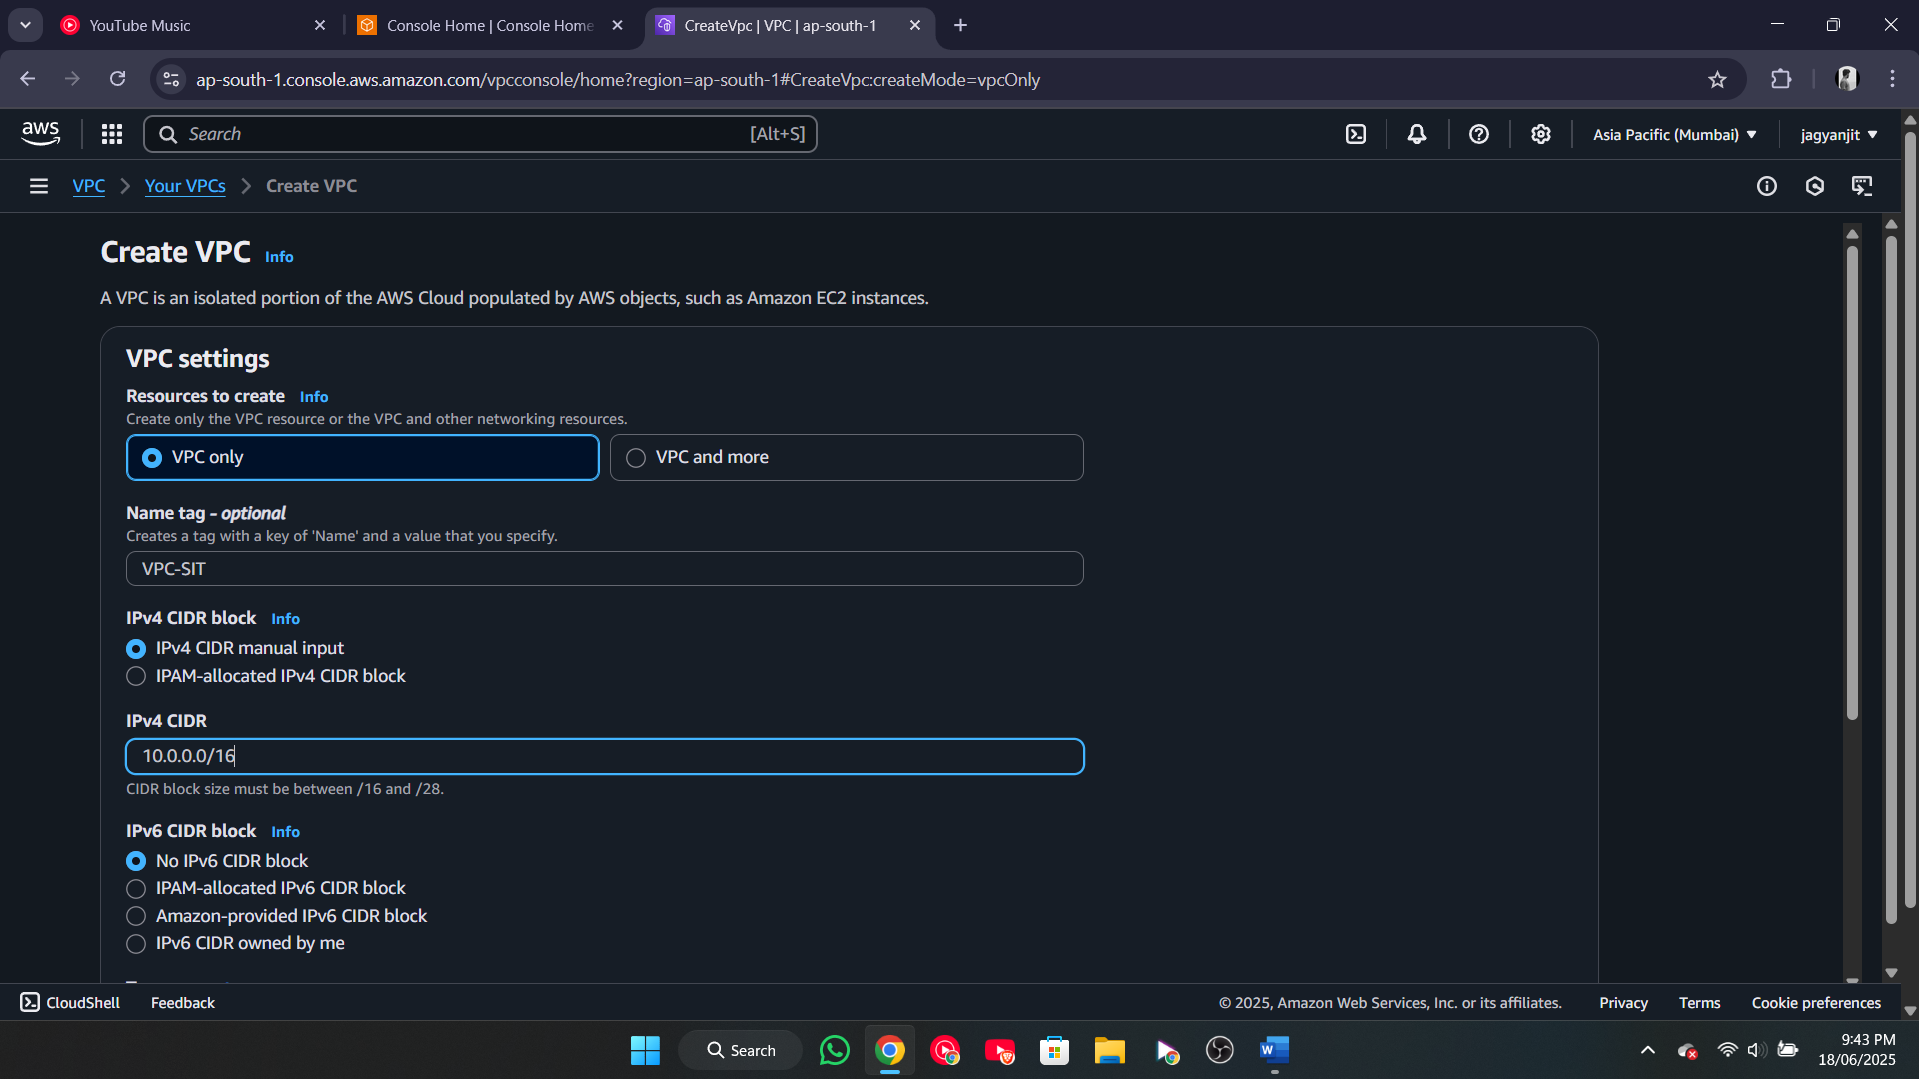 YouTube Music
Console Home | Console Home
CreateVpc | VPC | ap-south-1
ap-south-1.console.aws.amazon.com/vpcconsole/home?region=ap-south-1#CreateVpc:createMode=vpcOnly
aws
Search
[Alt+S]
Asia Pacific (Mumbai)
jagyanjit
VPC
Your VPCs
Create VPC
Create VPC Info
A VPC is an isolated portion of the AWS Cloud populated by AWS objects, such as Amazon EC2 instances.
VPC settings
Resources to create Info
Create only the VPC resource or the VPC and other networking resources.
VPC only
VPC and more
Name tag - optional
Creates a tag with a key of 'Name' and a value that you specify.
VPC-SIT
IPv4 CIDR block Info
IPv4 CIDR manual input
IPAM-allocated IPv4 CIDR block
IPv4 CIDR
10.0.0.0/16
CIDR block size must be between /16 and /28.
IPv6 CIDR block Info
No IPv6 CIDR block
IPAM-allocated IPv6 CIDR block
Amazon-provided IPv6 CIDR block
IPv6 CIDR owned by me
CloudShell
Feedback
© 2025, Amazon Web Services, Inc. or its affiliates.
Privacy
Terms
Cookie preferences
Search
9:43 PM
18/06/2025